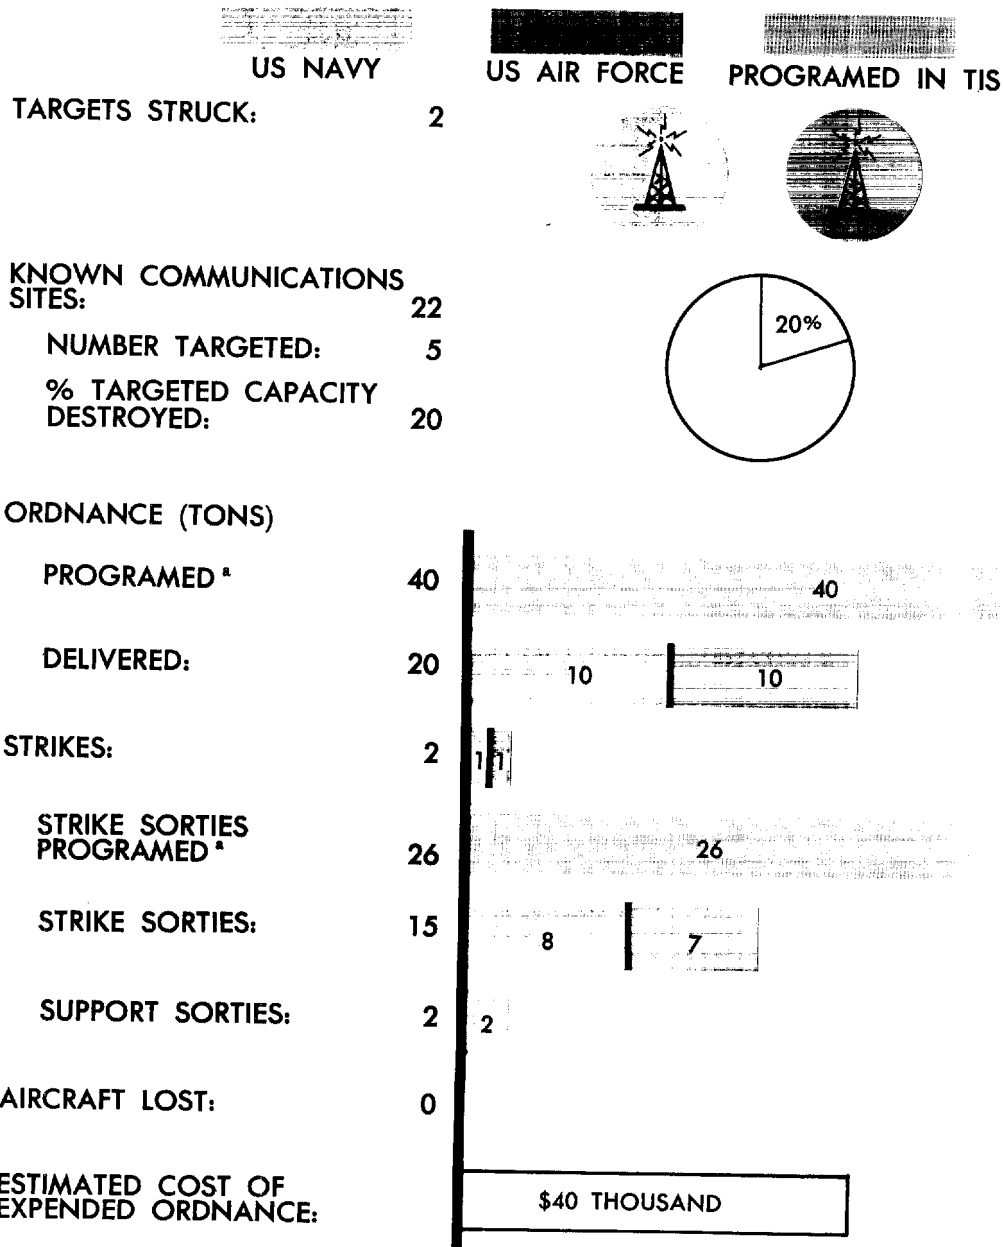 US NAVY
US AIR FORCE
PROGRAMED IN TIS
TARGETS STRUCK: 2
KNOWN COMMUNICATIONS
SITES: 22
20%
NUMBER TARGETED: 5
% TARGETED CAPACITY
DESTROYED: 20
ORDNANCE (TONS)
PROGRAMED ª 40 40
DELIVERED: 20 10 10
STRIKES: 2 1 1
STRIKE SORTIES
PROGRAMED ª 26 26
STRIKE SORTIES: 15 8 7
SUPPORT SORTIES: 2 2
AIRCRAFT LOST: 0
ESTIMATED COST OF
EXPENDED ORDNANCE: $40 THOUSAND